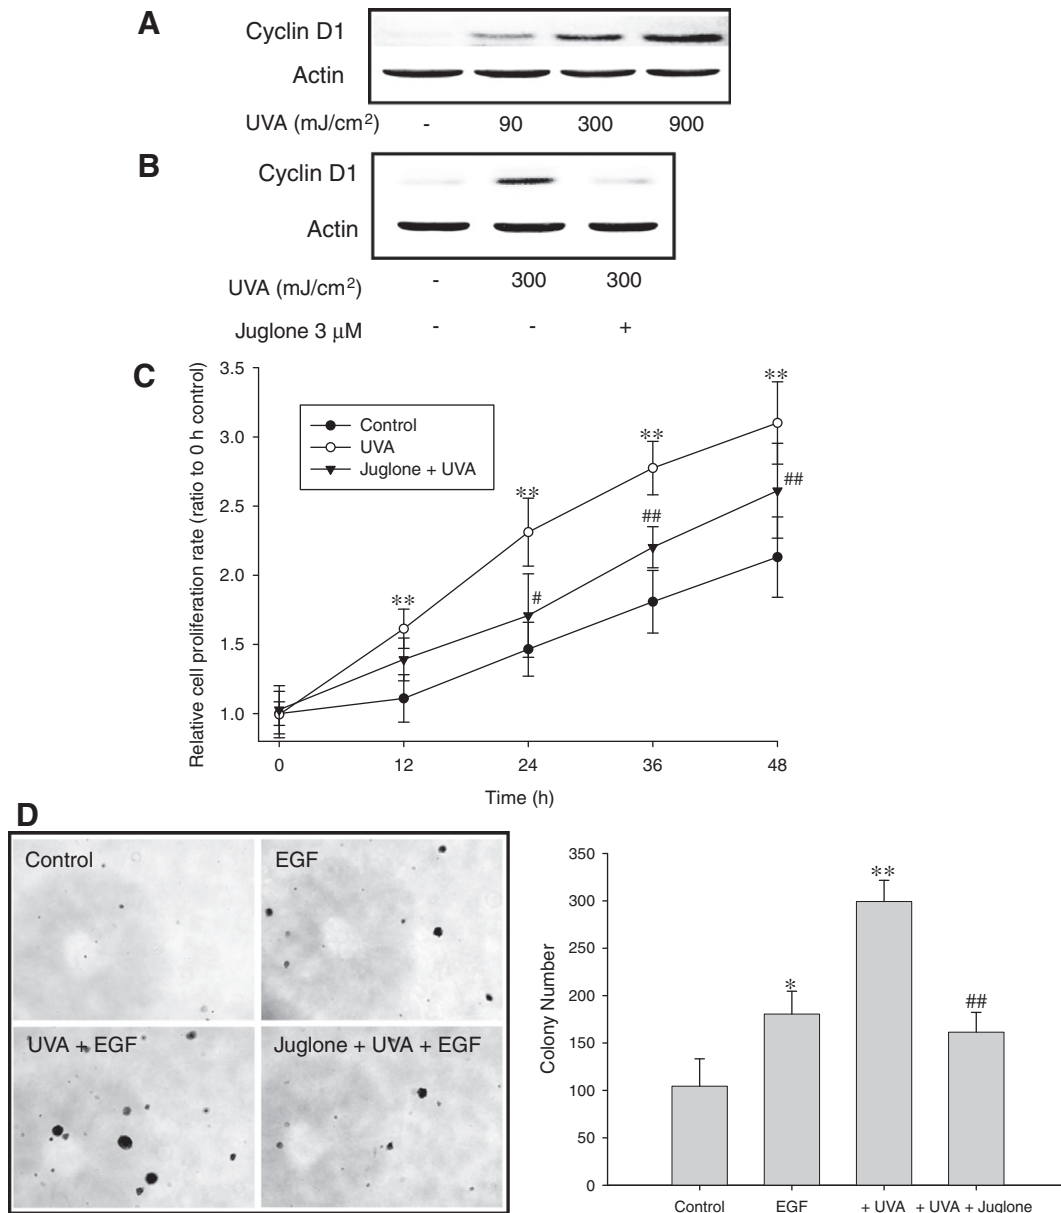 A
Cyclin D1
Actin
UVA (mJ/cm²) - 90 300 900
B
Cyclin D1
Actin
UVA (mJ/cm²) - 300 300
Juglone 3 μM - - +
C
Relative cell proliferation rate (ratio to 0 h control)
3.5
3.0
2.5
2.0
1.5
1.0
Control
UVA
Juglone + UVA
**
**
**
**
#
##
##
0 12 24 36 48
Time (h)
D
Control
EGF
UVA + EGF
Juglone + UVA + EGF
Colony Number
350
300
250
200
150
100
50
0
*
**
##
Control EGF + UVA + UVA + Juglone